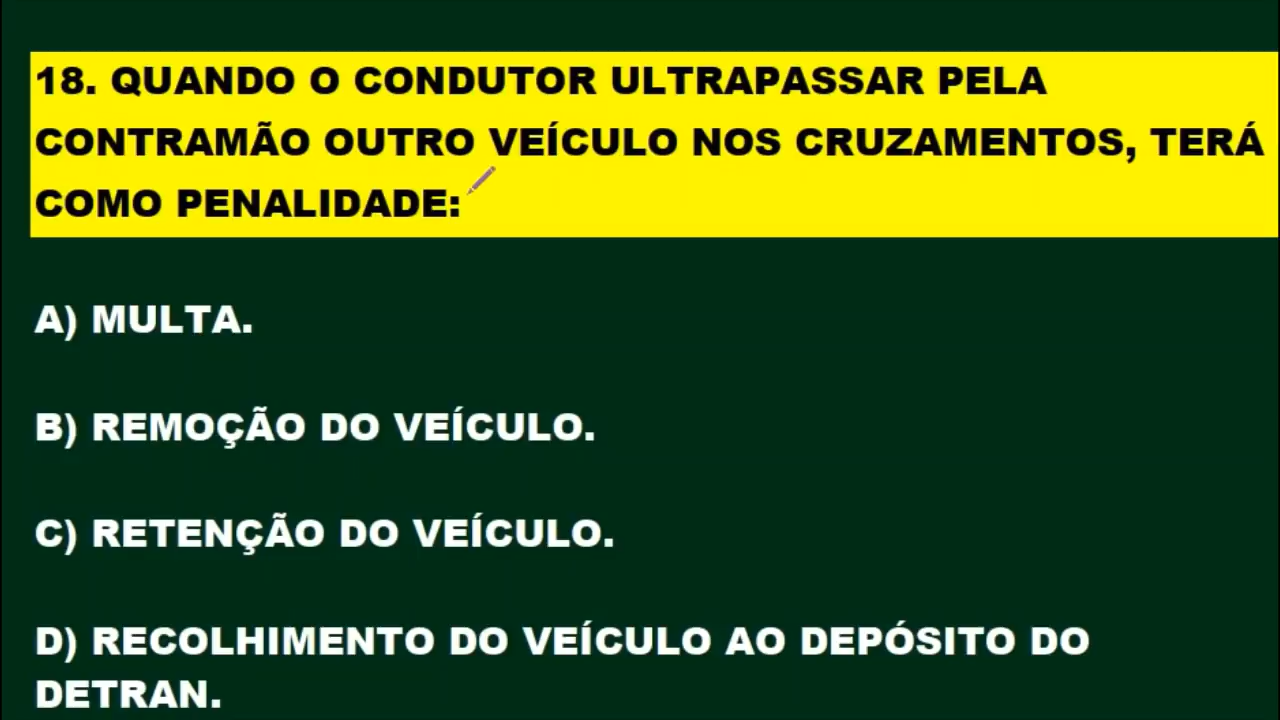 18. QUANDO O CONDUTOR ULTRAPASSAR PELA
CONTRAMÃO OUTRO VEÍCULO NOS CRUZAMENTOS, TERÁ
COMO PENALIDADE:
A) MULTA.
B) REMOÇÃO DO VEÍCULO.
C) RETENÇÃO DO VEÍCULO.
D) RECOLHIMENTO DO VEÍCULO AO DEPÓSITO DO
DETRAN.